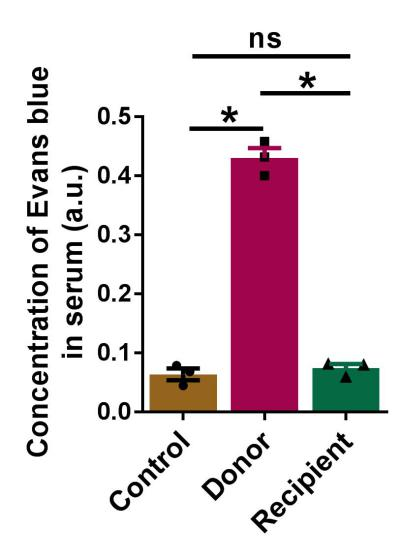 ns
*
*
Concentration of Evans blue
in serum (a.u.)
0.5
0.4
0.3
0.2
0.1
0.0
Control
Donor
Recipient